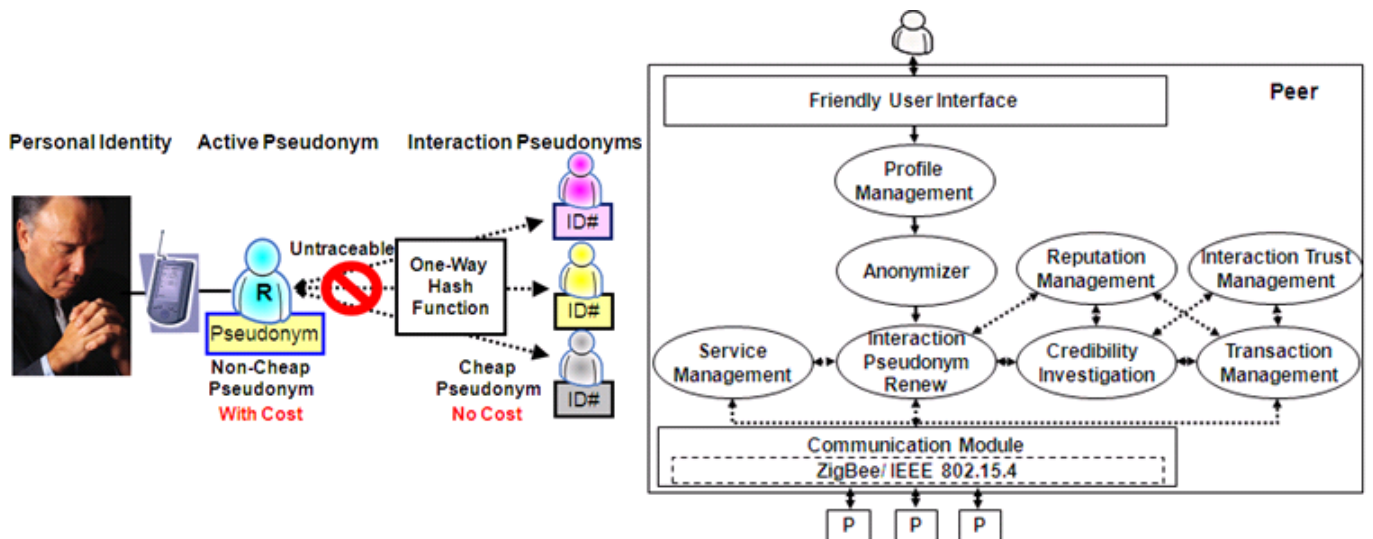 Personal Identity
Active Pseudonym
Interaction Pseudonyms
ID#
Untraceable
One-Way
Hash
Function
R
Pseudonym
ID#
Non-Cheap
Pseudonym
With Cost
Cheap
Pseudonym
No Cost
ID#
Peer
Friendly User Interface
Profile
Management
Anonymizer
Reputation
Management
Interaction Trust
Management
Service
Management
Interaction
Pseudonym
Renew
Credibility
Investigation
Transaction
Management
Communication Module
ZigBee/ IEEE 802.15.4
P
P
P